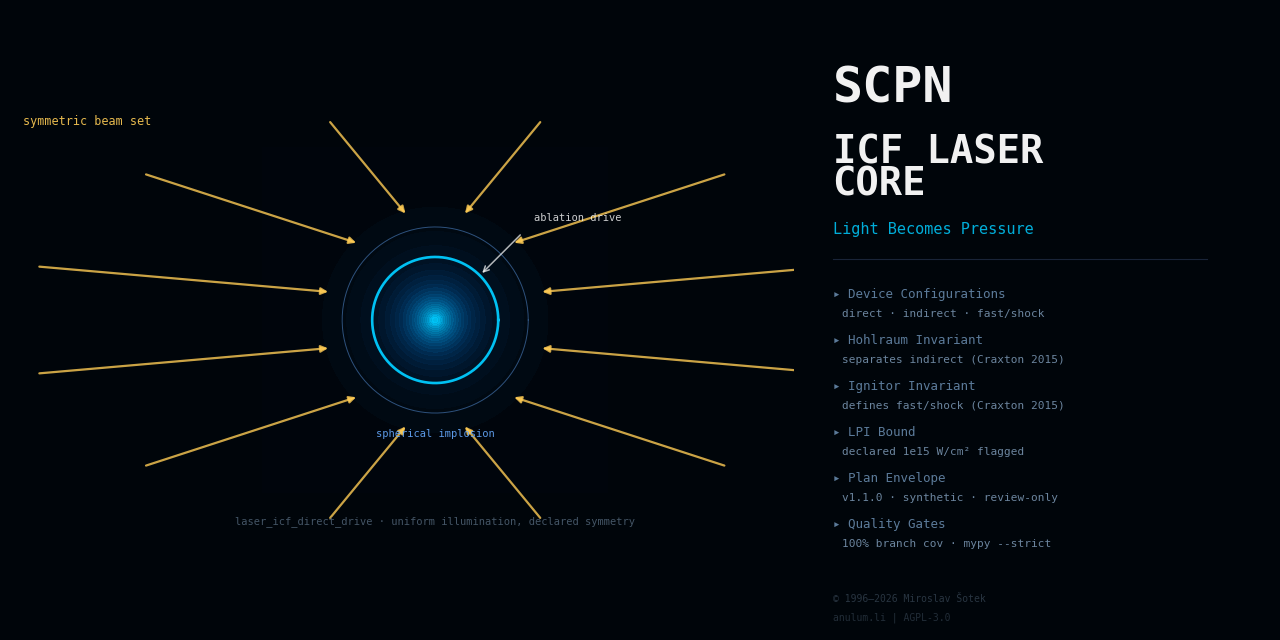 symmetric beam set
ablation drive
spherical implosion
laser_icf_direct_drive · uniform illumination, declared symmetry
SCPN
ICF LASER
CORE
Light Becomes Pressure
▸ Device Configurations
direct · indirect · fast/shock
▸ Hohlraum Invariant
separates indirect (Craxton 2015)
▸ Ignitor Invariant
defines fast/shock (Craxton 2015)
▸ LPI Bound
declared 1e15 W/cm² flagged
▸ Plan Envelope
v1.1.0 · synthetic · review-only
▸ Quality Gates
100% branch cov · mypy --strict
© 1996–2026 Miroslav Šotek
anulum.li | AGPL-3.0